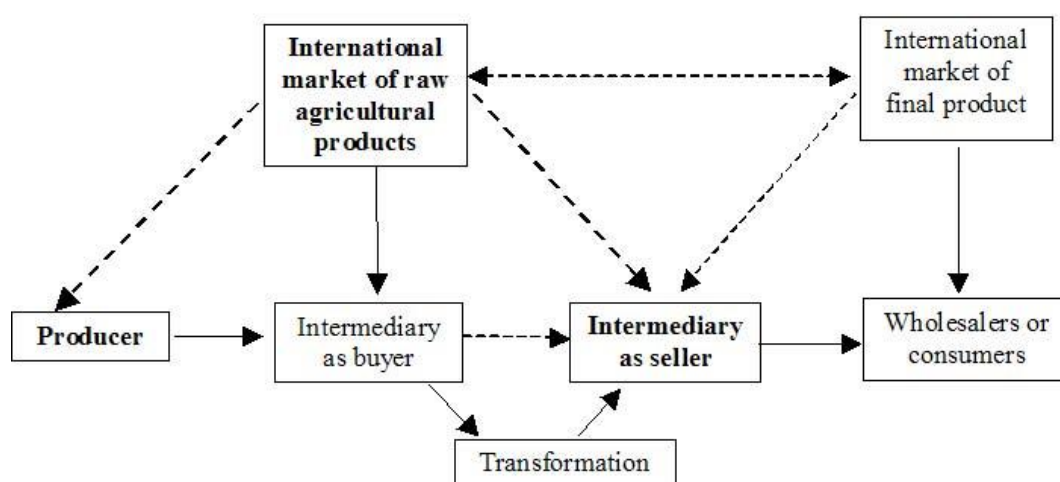 International
market of raw
agricultural
products
International
market of
final product
Producer
Intermediary
as buyer
Intermediary
as seller
Wholesalers or
consumers
Transformation